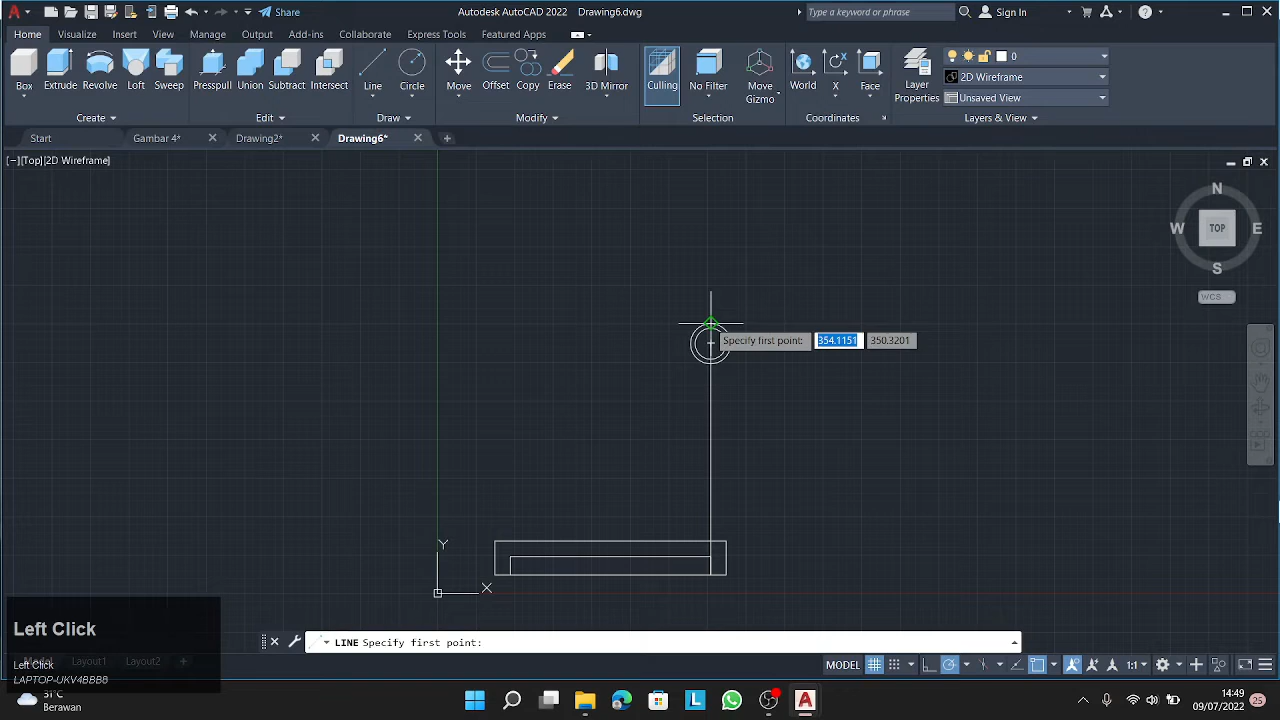 Share
Autodesk AutoCAD 2022 Drawing6.dwg
Type a keyword or phrase
Sign In
Home Visualize Insert View Manage Output Add-ins Collaborate Express Tools Featured Apps
Box Extrude Revolve Loft Sweep Presspull Union Subtract Intersect Line Circle Move Offset Copy Erase 3D Mirror Culling No Filter Move Gizmo World X Face Layer Properties
0
2D Wireframe
Unsaved View
Create Edit Draw Modify Selection Coordinates Layers & View
Start Gambar 4* Drawing2* Drawing6*
[−][Top][2D Wireframe]
N
W TOP E
S
WCS
Specify first point: 354.1151 350.3201
Y
X
Left Click
LINE Specify first point:
Left Click
Layout1 Layout2
MODEL
1:1
LAPTOP-UKV4BBB8
31°C
Berawan
14.49
09/07/2022
25